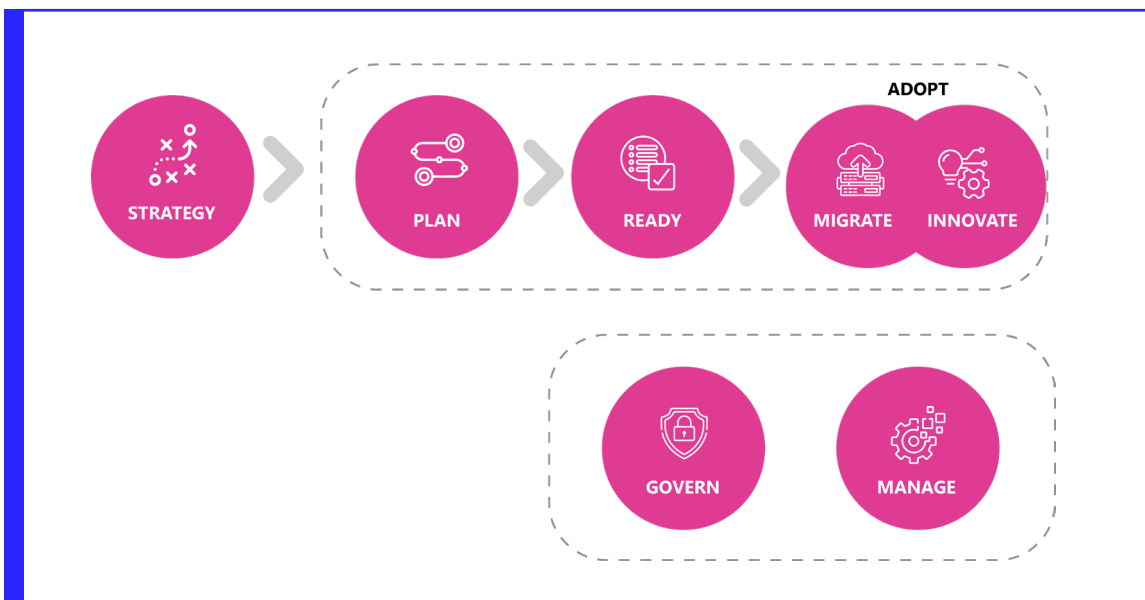 ADOPT
STRATEGY
PLAN
READY
MIGRATE
INNOVATE
GOVERN
MANAGE